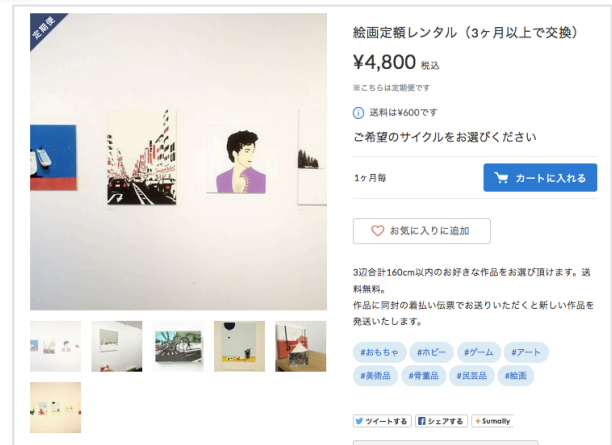 定期便
絵画定額レンタル（3ヶ月以上で交換）
¥4,800 税込
※こちらは定期便です
送料は¥600です
ご希望のサイクルをお選びください
1ヶ月毎
カートに入れる
お気に入りに追加
3辺合計160cm以内のお好きな作品をお選び頂けます。送
料無料。
作品に同封の着払い伝票でお送りいただくと新しい作品を
発送いたします。
#おもちゃ #ホビー #ゲーム #アート
#美術品 #骨董品 #民芸品 #絵画
ツイートする シェアする +Sumally